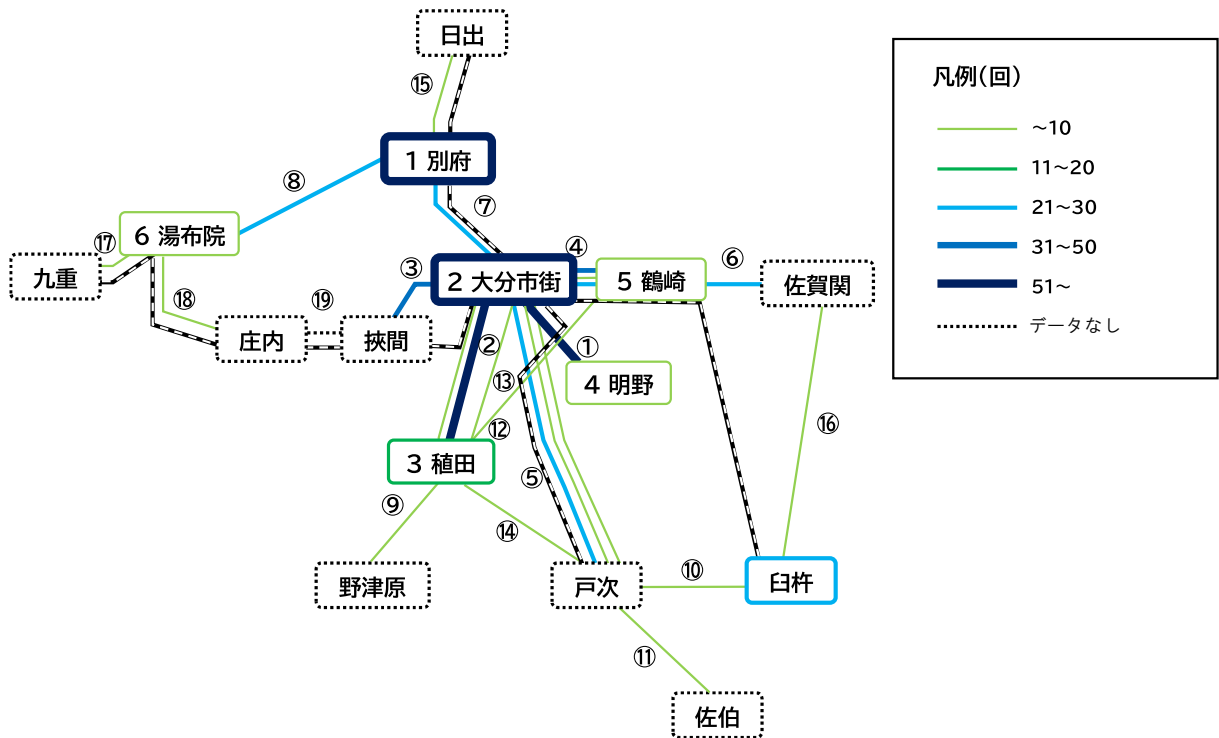 日出
⑮
1 別府
⑧
⑦
6 湯布院
⑰
九重
⑱
⑲
庄内
挾間
③
2 大分市街
④
5 鶴崎
⑥
佐賀関
②
①
4 明野
⑬
⑫
3 稙田
⑤
⑨
⑭
⑯
野津原
戸次
⑩
臼杵
⑪
佐伯
凡例(回)
~10
11~20
21~30
31~50
51~
データなし